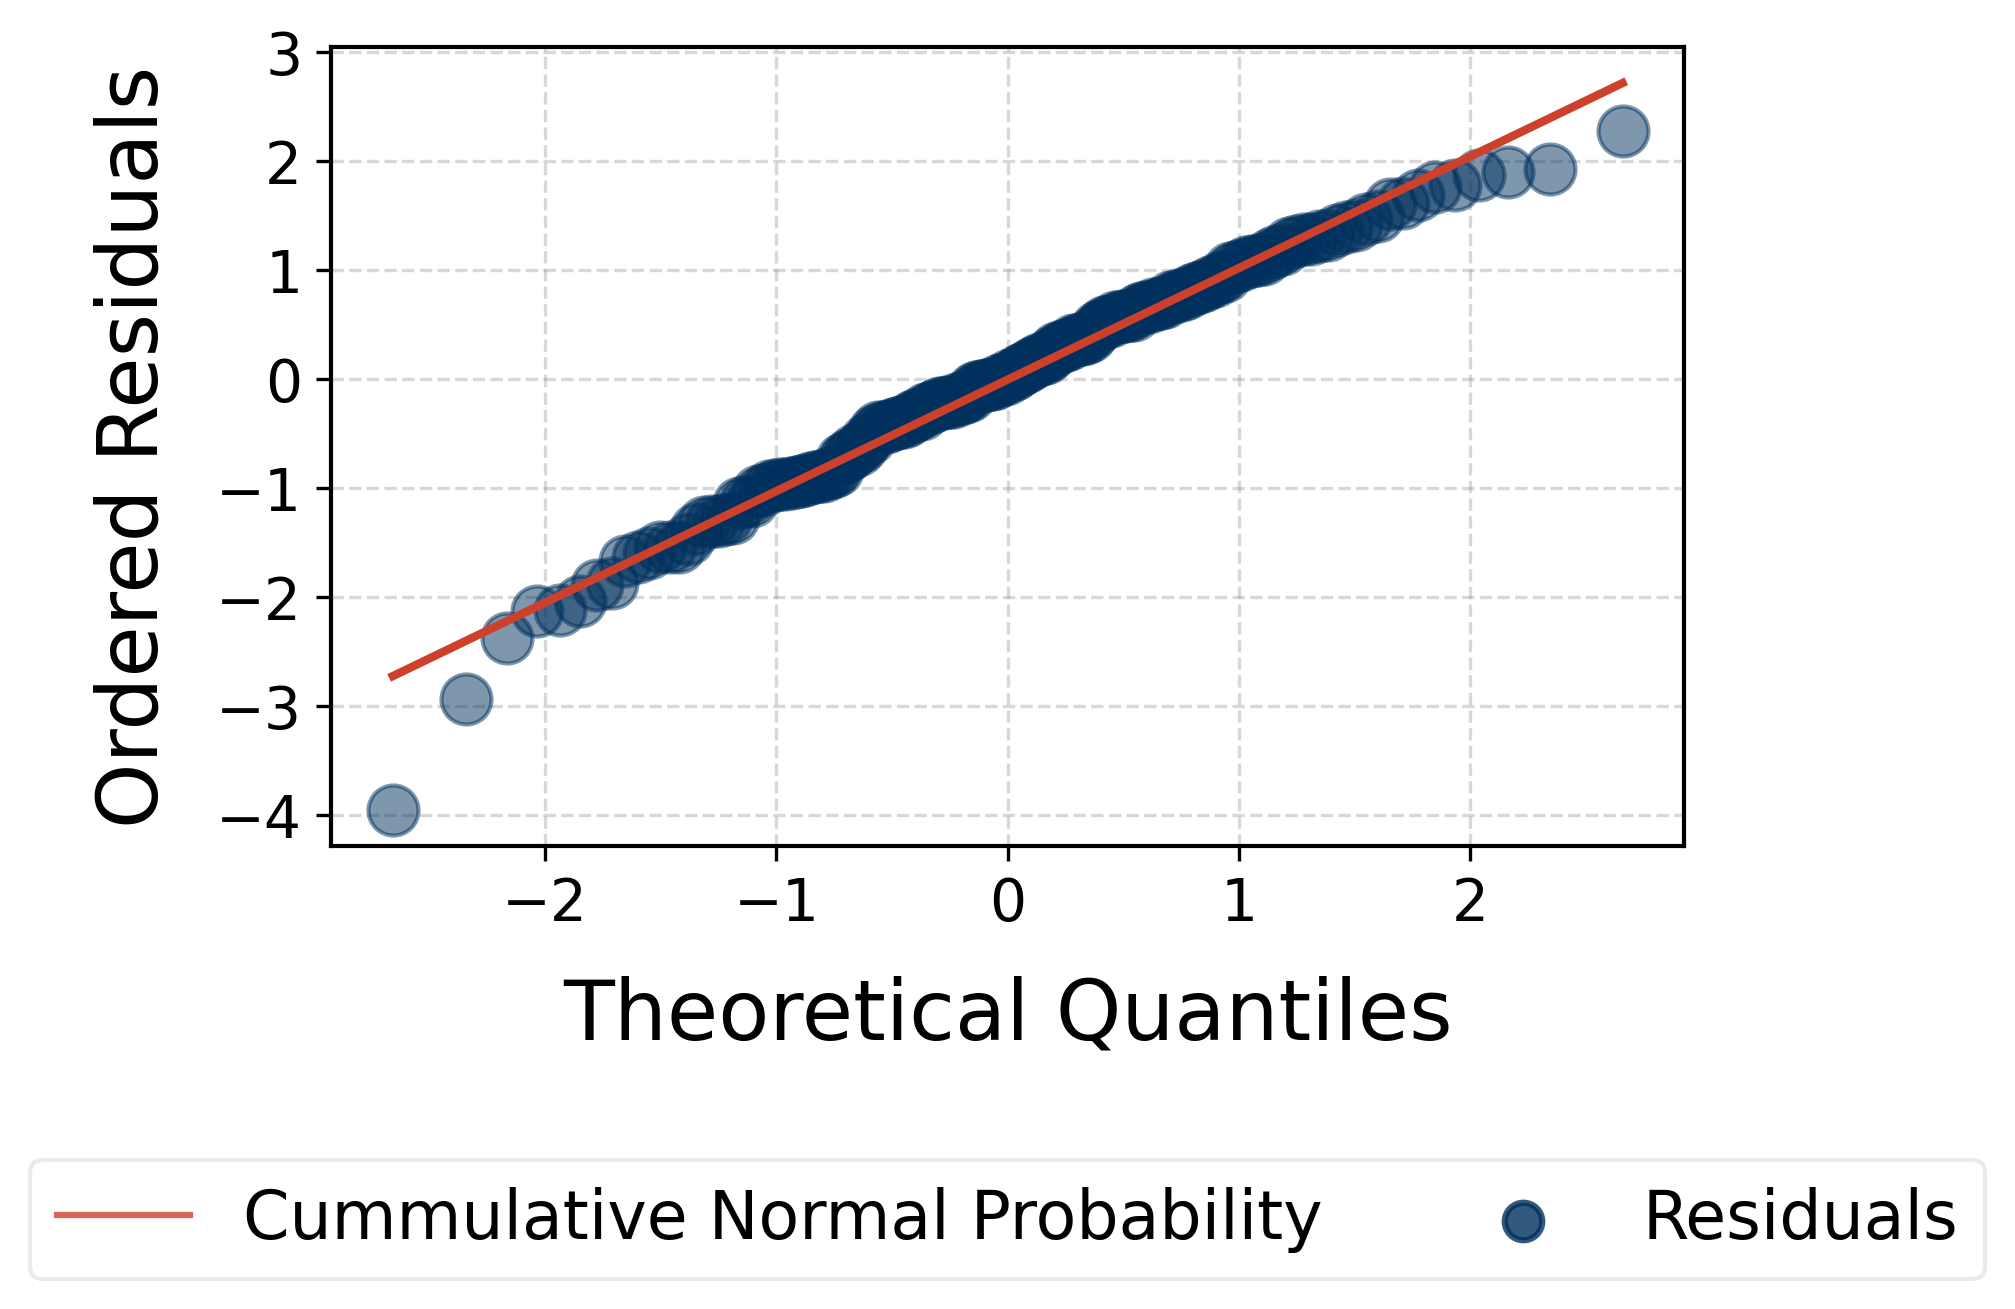 Ordered Residuals
3
2
1
0
−1
−2
−3
−4
−2 −1 0 1 2
Theoretical Quantiles
Cummulative Normal Probability Residuals